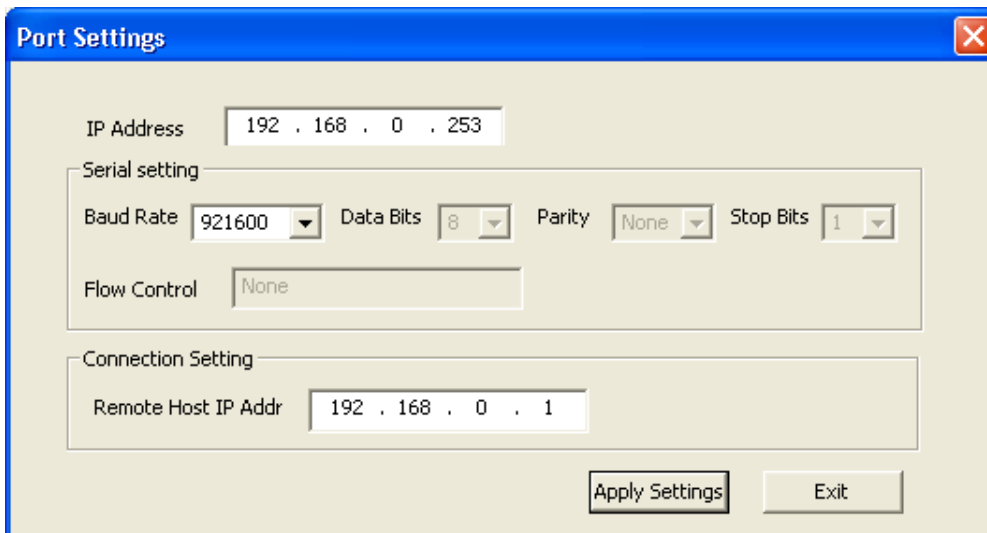 Port Settings
IP Address 192 . 168 . 0 . 253
Serial setting
Baud Rate 921600 Data Bits 8 Parity None Stop Bits 1
Flow Control None
Connection Setting
Remote Host IP Addr 192 . 168 . 0 . 1
Apply Settings Exit